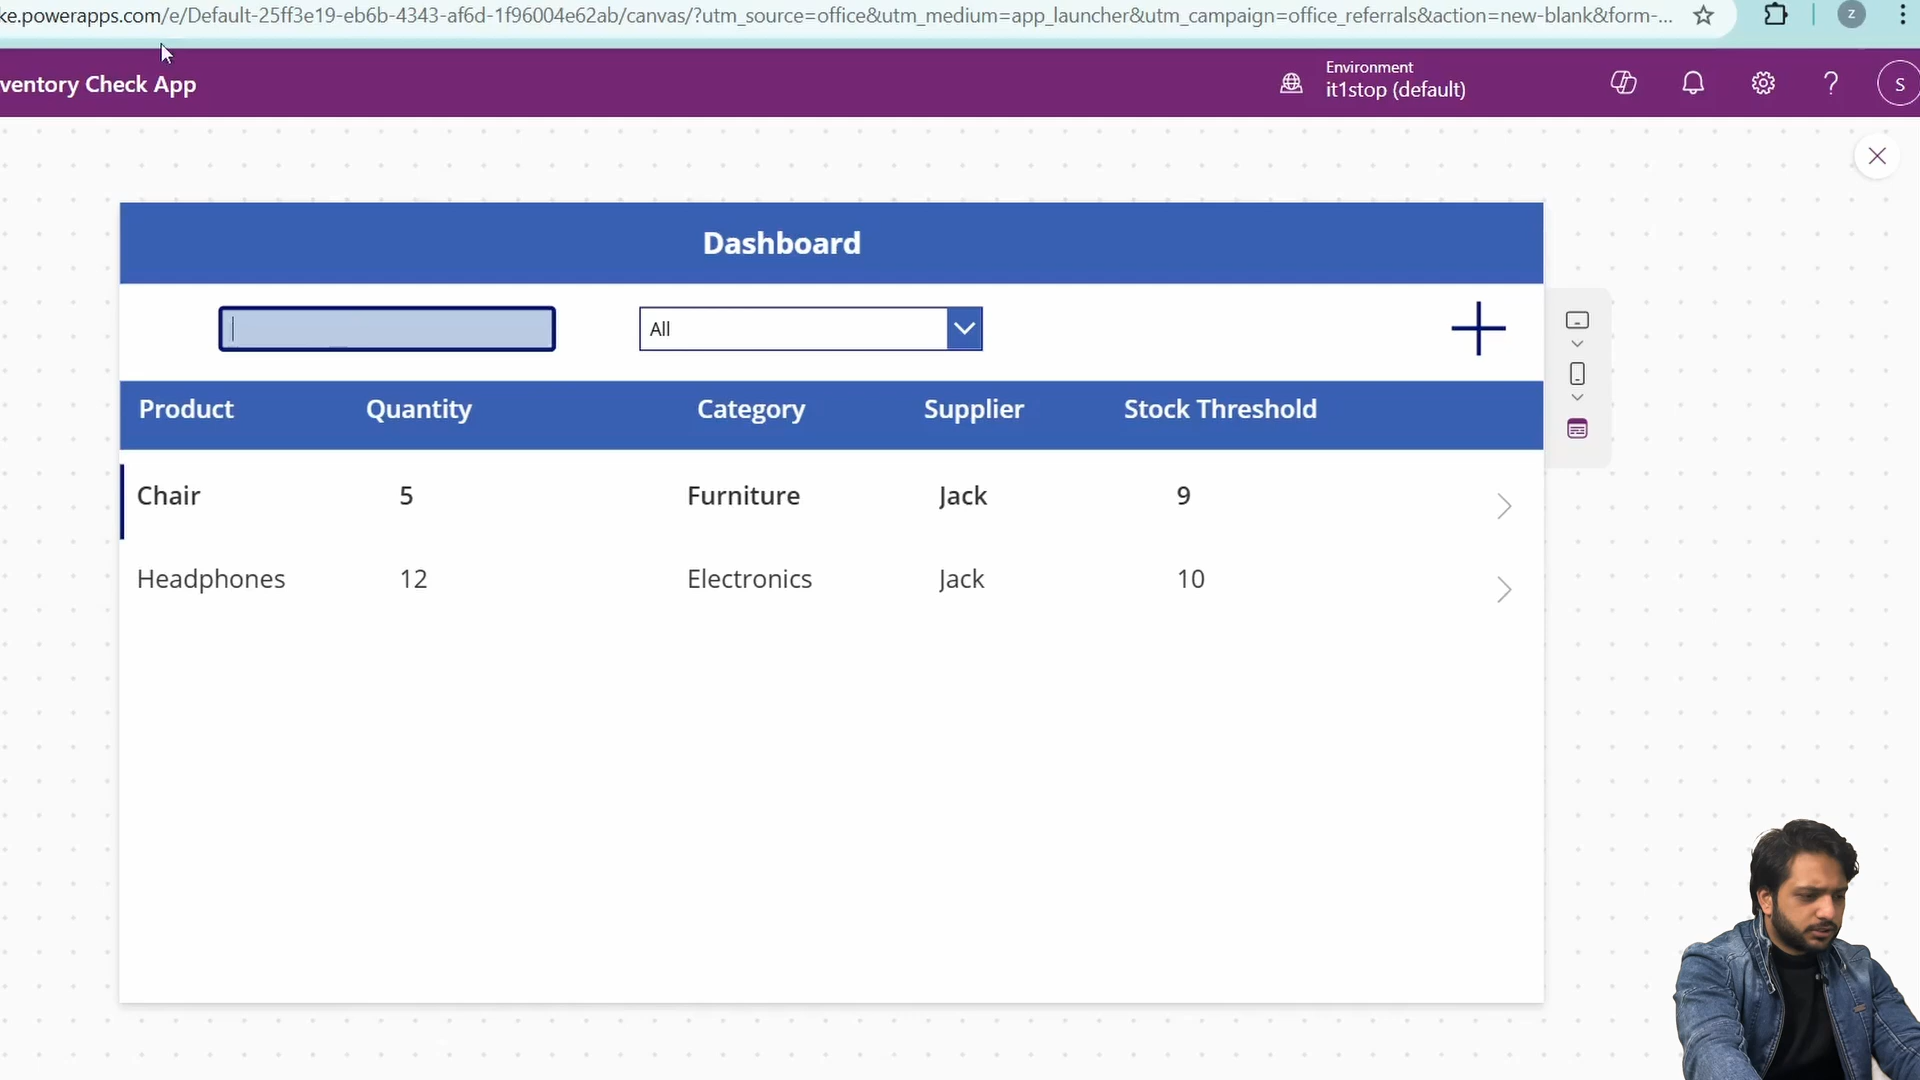 ke.powerapps.com/e/Default-25ff3e19-eb6b-4343-af6d-1f96004e62ab/canvas/?utm_source=office&utm_medium=app_launcher&utm_campaign=office_referrals&action=new-blank&form-...
z
ventory Check App
Environment
it1stop (default)
?
S
Dashboard
All
Product Quantity Category Supplier Stock Threshold
Chair 5 Furniture Jack 9
Headphones 12 Electronics Jack 10